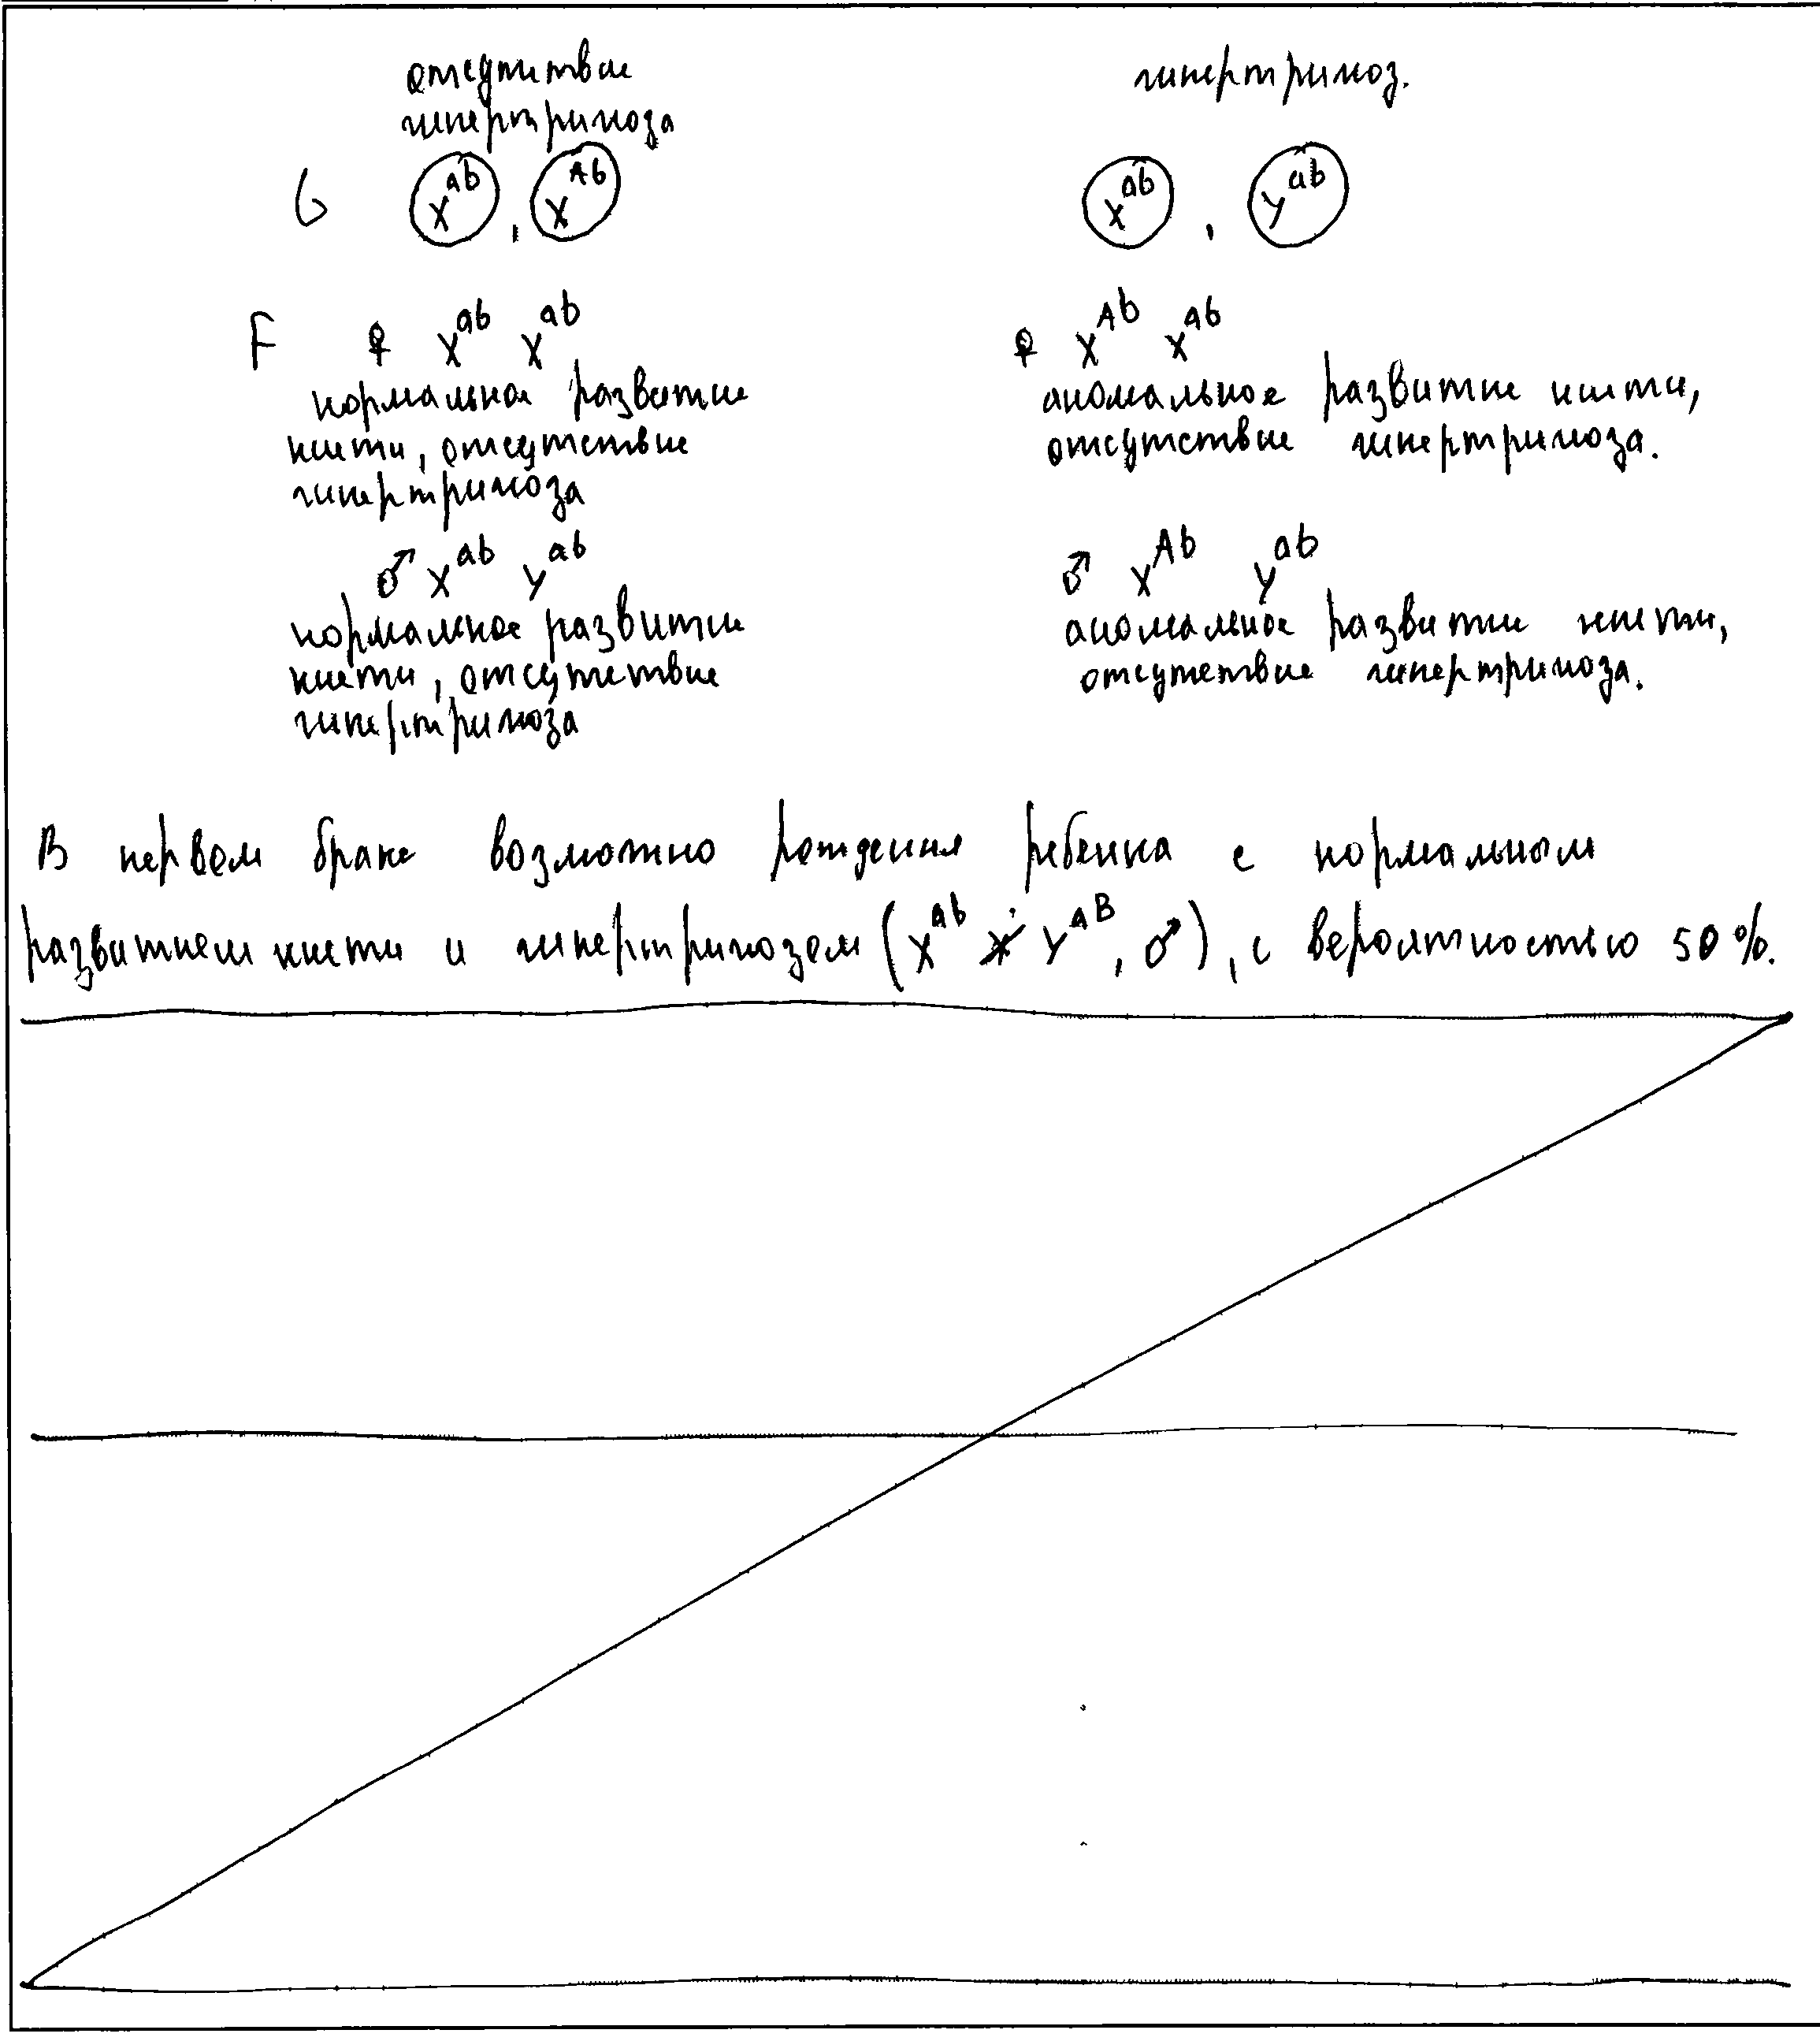 отсутствие гипертрихоза гипертрихоз.
G X^ab , X^Ab X^ab , Y^ab
F ♀ X^ab X^ab ♀ X^Ab X^ab
нормальное развитие аномальное развитие кисти,
кисти, отсутствие отсутствие гипертрихоза.
гипертрихоза
♂ X^ab Y^ab ♂ X^Ab Y^ab
нормальное развитие аномальное развитие кисти,
кисти, отсутствие отсутствие гипертрихоза.
гипертрихоза
В первом браке возможно рождения ребенка с нормальным
развитием кисти и гипертрихозом (X^ab Y^aB, ♂), с вероятностью 50%.